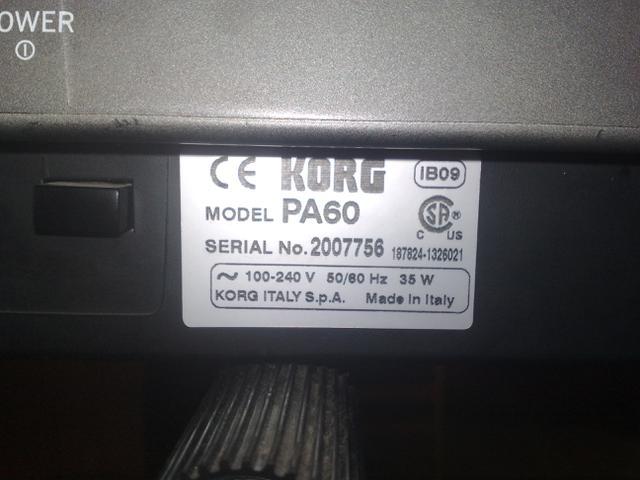 OWER
CE KORG IB09
MODEL PA60
C US
SERIAL No. 2007756 187824-1326021
~ 100-240 V 50/60 Hz 35 W
KORG ITALY S.p.A. Made in Italy